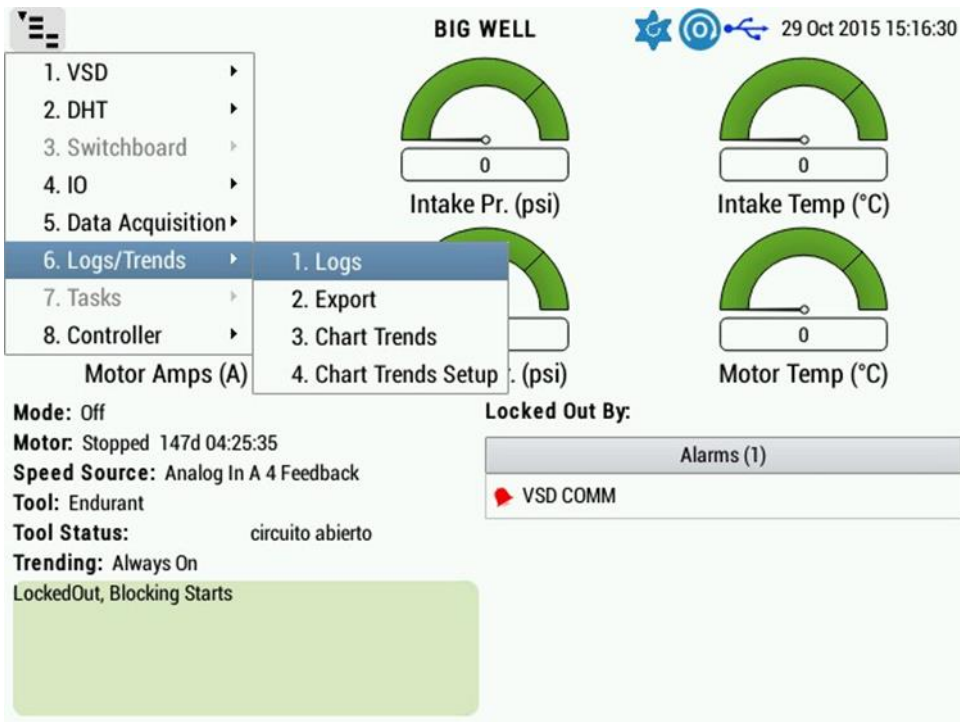 BIG WELL
29 Oct 2015 15:16:30
1. VSD
2. DHT
3. Switchboard
4. IO
5. Data Acquisition
6. Logs/Trends
7. Tasks
8. Controller
1. Logs
2. Export
3. Chart Trends
4. Chart Trends Setup
0
Intake Pr. (psi)
0
Intake Temp (°C)
Motor Amps (A)
. (psi)
0
Motor Temp (°C)
Mode: Off
Motor: Stopped 147d 04:25:35
Speed Source: Analog In A 4 Feedback
Tool: Endurant
Tool Status: circuito abierto
Trending: Always On
LockedOut, Blocking Starts
Locked Out By:
Alarms (1)
VSD COMM